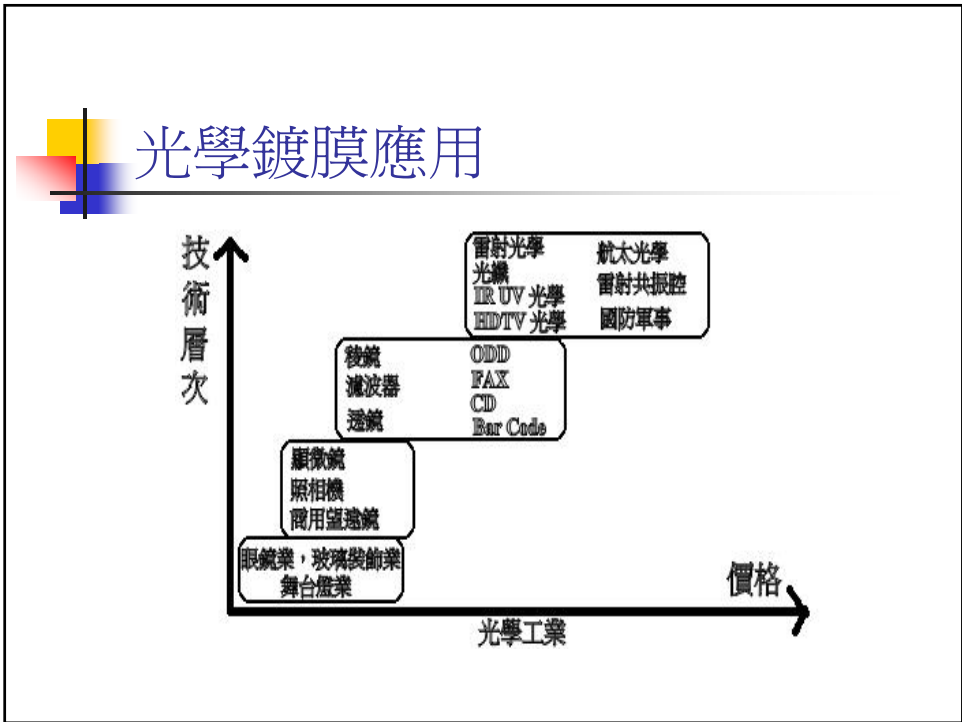 光學鍍膜應用
技術層次
雷射光學
光纖
IR UV 光學
HDTV 光學
航太光學
雷射共振腔
國防軍事
稜鏡
濾波器
透鏡
ODD
FAX
CD
Bar Code
顯微鏡
照相機
商用望遠鏡
眼鏡業，玻璃裝飾業
舞台燈業
價格
光學工業